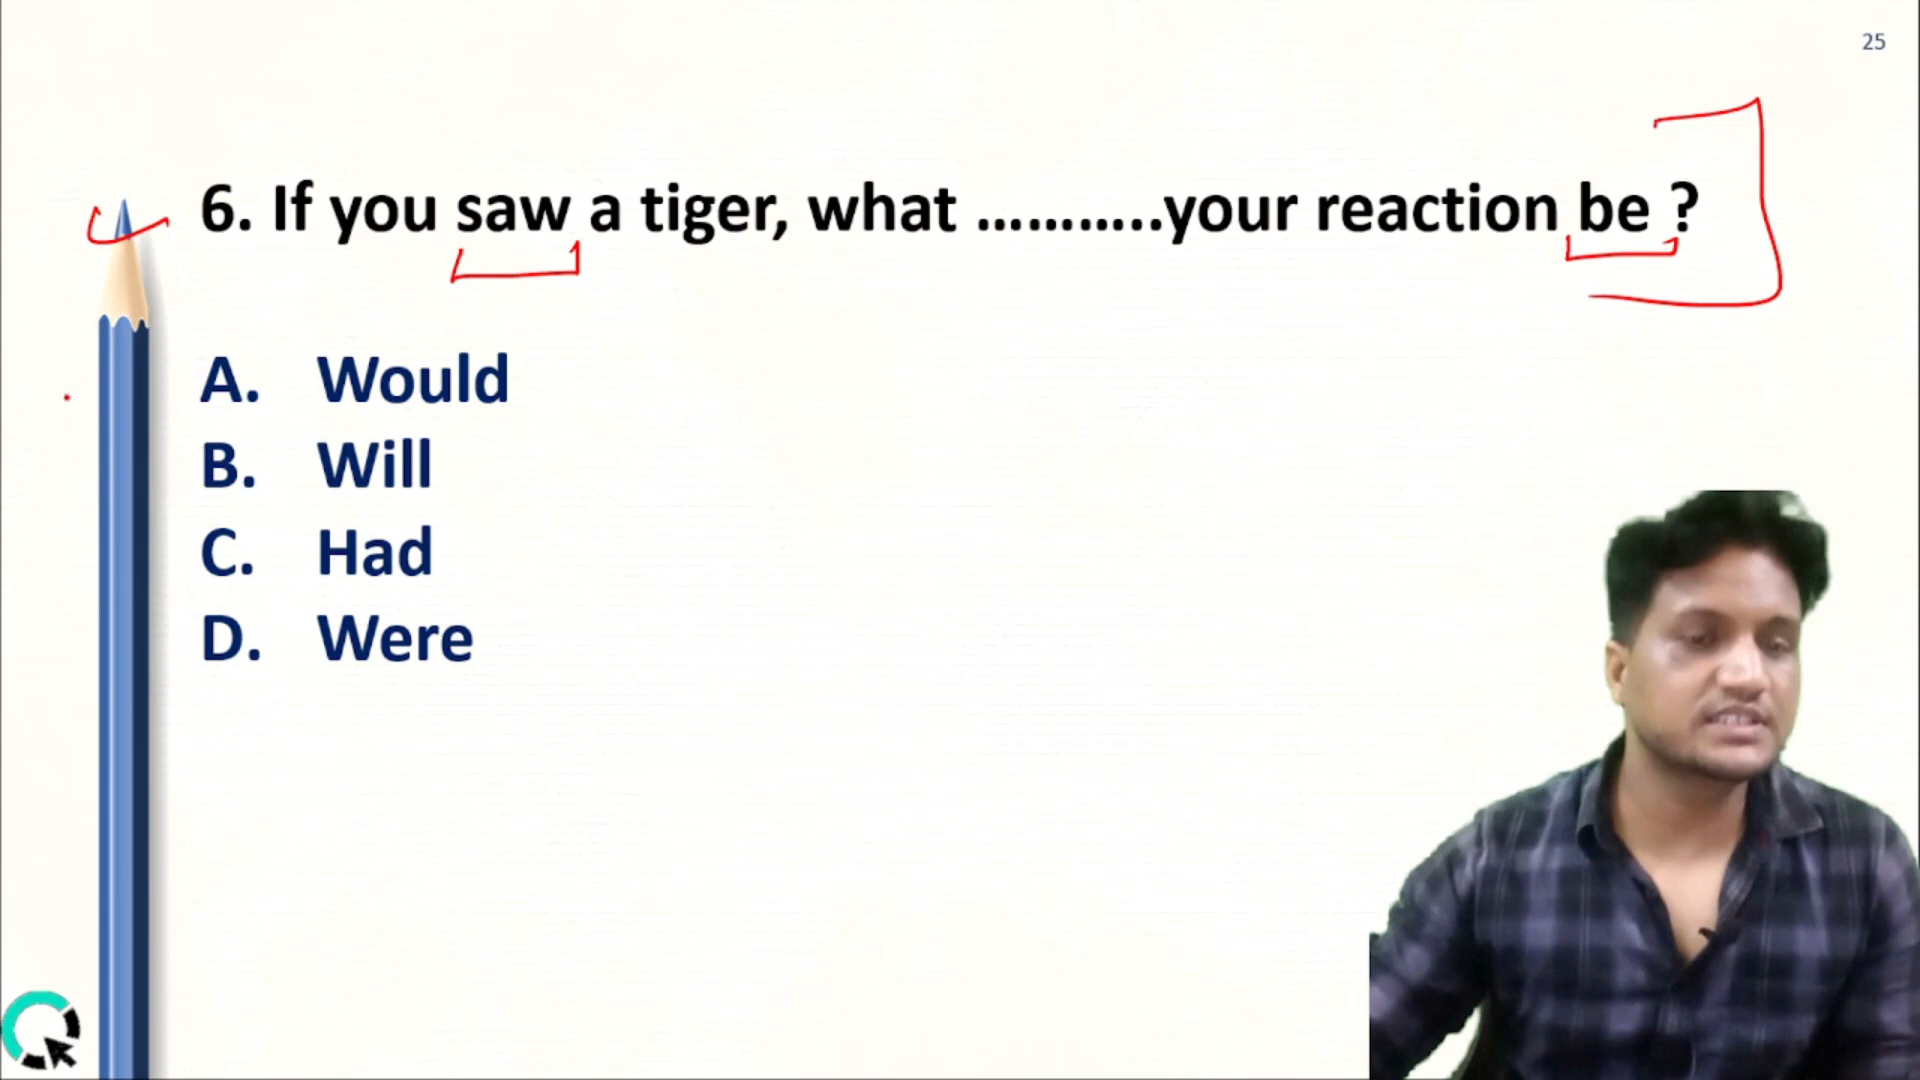 25
6. If you saw a tiger, what ………..your reaction be ?
A. Would
B. Will
C. Had
D. Were